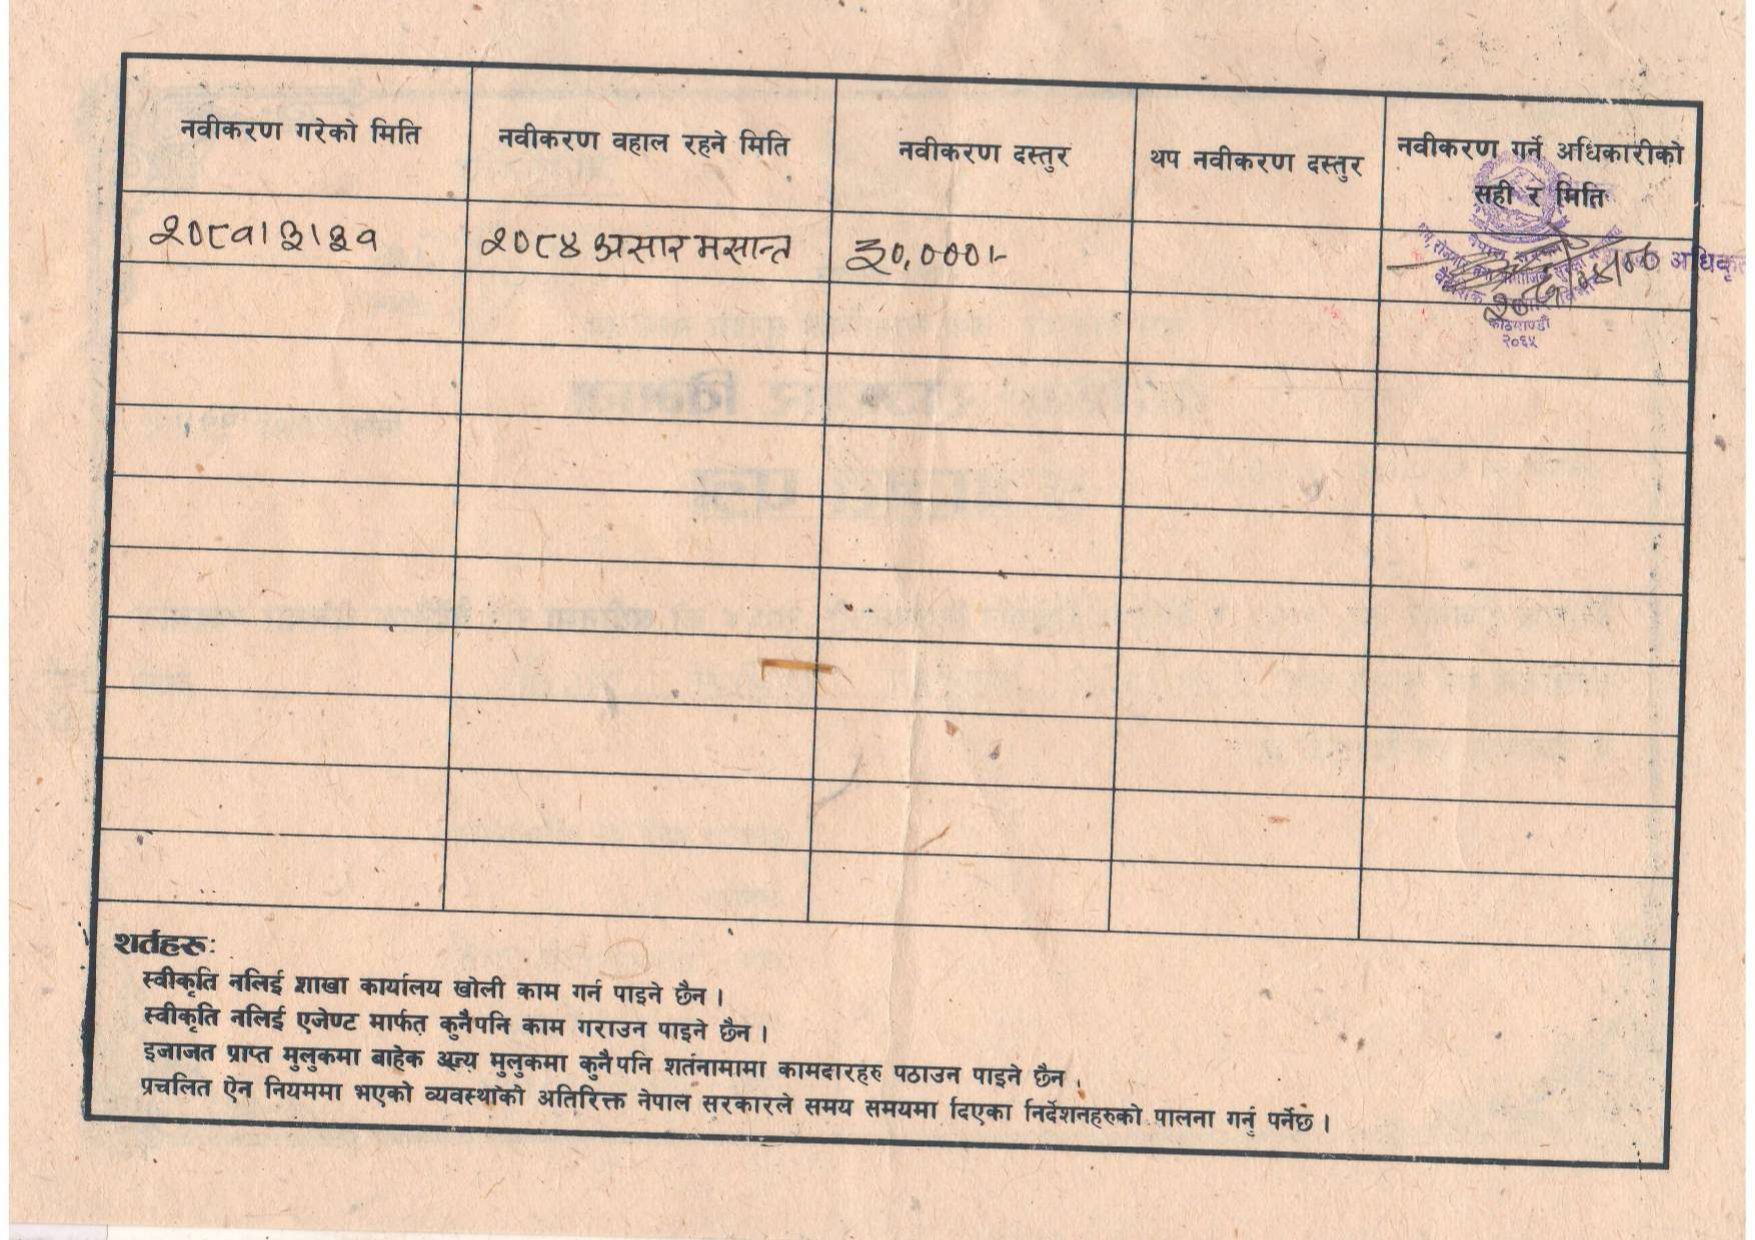 नवीकरण गरेको मिति
नवीकरण वहाल रहने मिति
नवीकरण दस्तुर
थप नवीकरण दस्तुर
नवीकरण गर्ने अधिकारीको
सही र मिति
२०८१।३।३१
२०८४ असार मसान्त
३०,०००।-
अधिकृत
काठमाण्डौ
२०६५
शर्तहरू:
स्वीकृति नलिई शाखा कार्यालय खोली काम गर्न पाइने छैन ।
स्वीकृति नलिई एजेण्ट मार्फत कुनैपनि काम गराउन पाइने छैन ।
इजाजत प्राप्त मुलुकमा बाहेक अन्य मुलुकमा कुनैपनि शर्तनामामा कामदारहरु पठाउन पाइने छैन ।
प्रचलित ऐन नियममा भएको व्यवस्थाको अतिरिक्त नेपाल सरकारले समय समयमा दिएका निर्देशनहरुको पालना गर्नु पर्नेछ ।